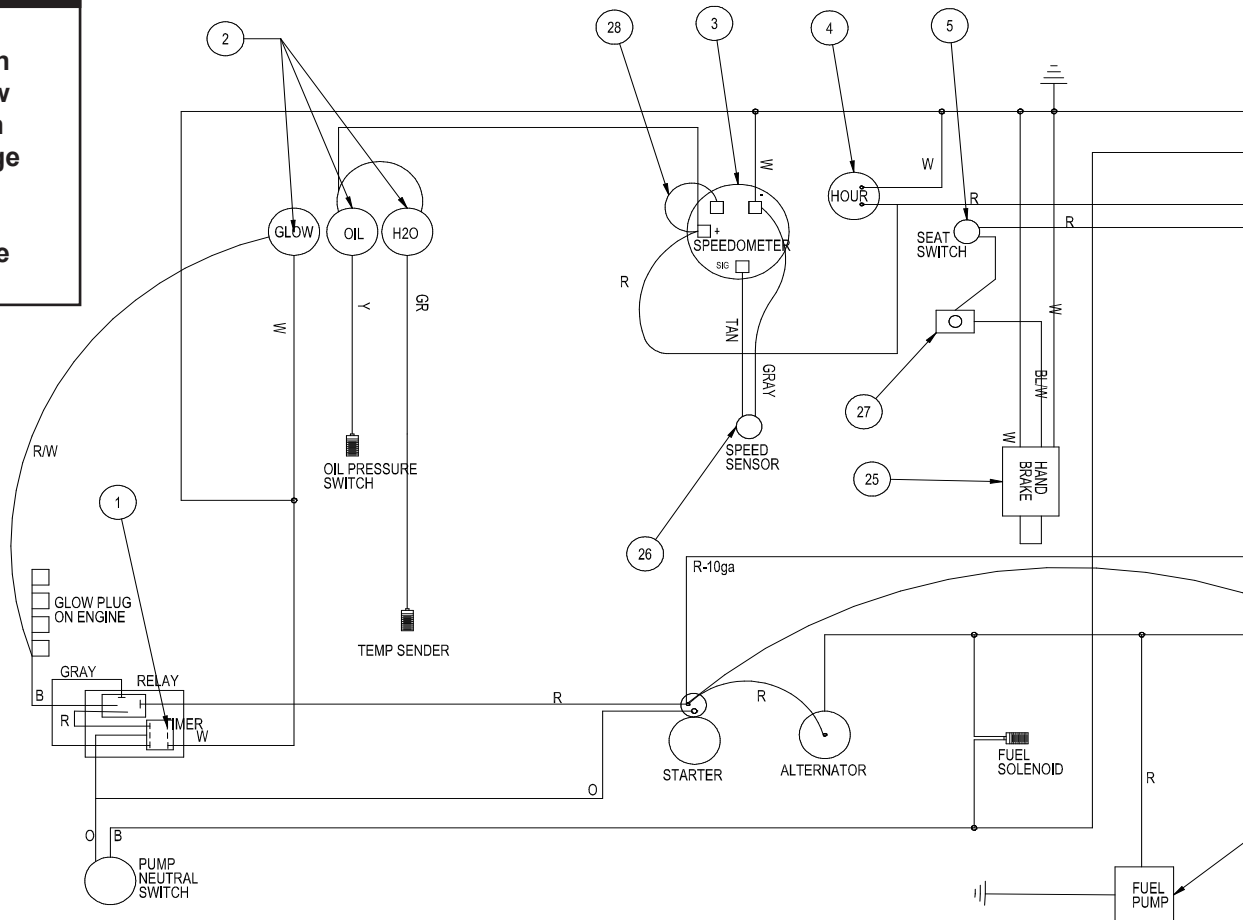 2
28
3
4
5
ge
e
W
W
R
R
HOUR
GLOW
OIL
H2O
-
+
SPEEDOMETER
SIG
SEAT
SWITCH
R
W
Y
GR
TAN
GRAY
W
BL/W
W
27
R/W
OIL PRESSURE
SWITCH
SPEED
SENSOR
25
HAND
BRAKE
1
26
R-10ga
GLOW PLUG
ON ENGINE
TEMP SENDER
GRAY
RELAY
B
R
R
R
TIMER
W
STARTER
ALTERNATOR
FUEL
SOLENOID
R
O
O
B
PUMP
NEUTRAL
SWITCH
FUEL
PUMP